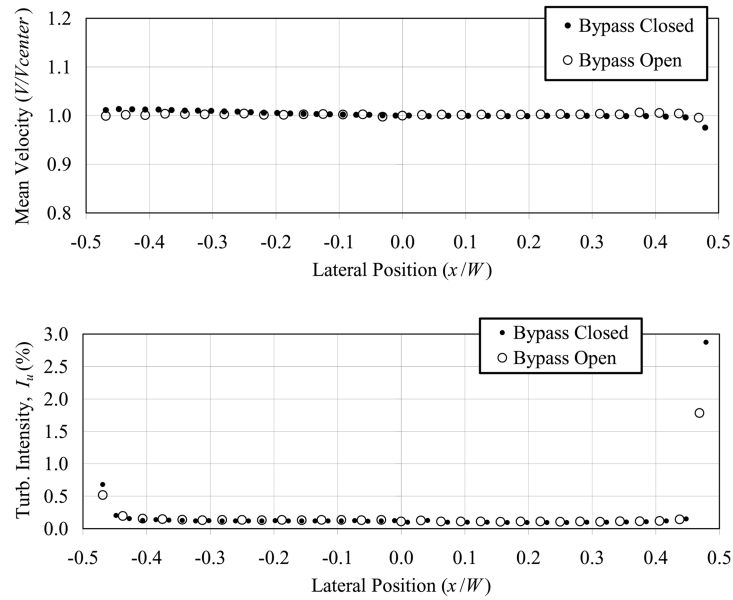 1.2
Bypass Closed
Bypass Open
1.1
1.0
0.9
0.8
Mean Velocity (V/Vcenter)
-0.5 -0.4 -0.3 -0.2 -0.1 0.0 0.1 0.2 0.3 0.4 0.5
Lateral Position (x/W)
3.0
Bypass Closed
Bypass Open
2.5
2.0
1.5
1.0
0.5
0.0
Turb. Intensity, Iu (%)
-0.5 -0.4 -0.3 -0.2 -0.1 0.0 0.1 0.2 0.3 0.4 0.5
Lateral Position (x/W)